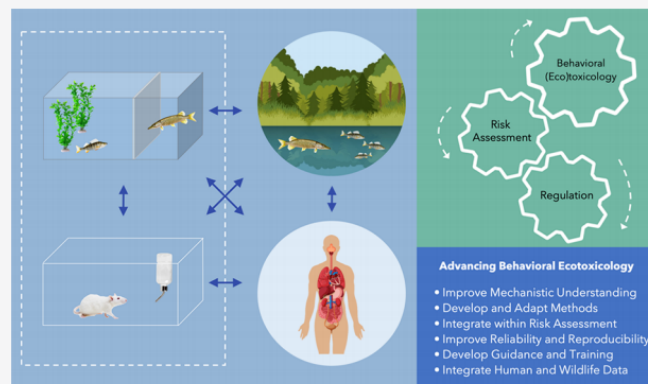 Behavioral
(Eco)toxicology
Risk
Assessment
Regulation
Advancing Behavioral Ecotoxicology
• Improve Mechanistic Understanding
• Develop and Adapt Methods
• Integrate within Risk Assessment
• Improve Reliability and Reproducibility
• Develop Guidance and Training
• Integrate Human and Wildlife Data